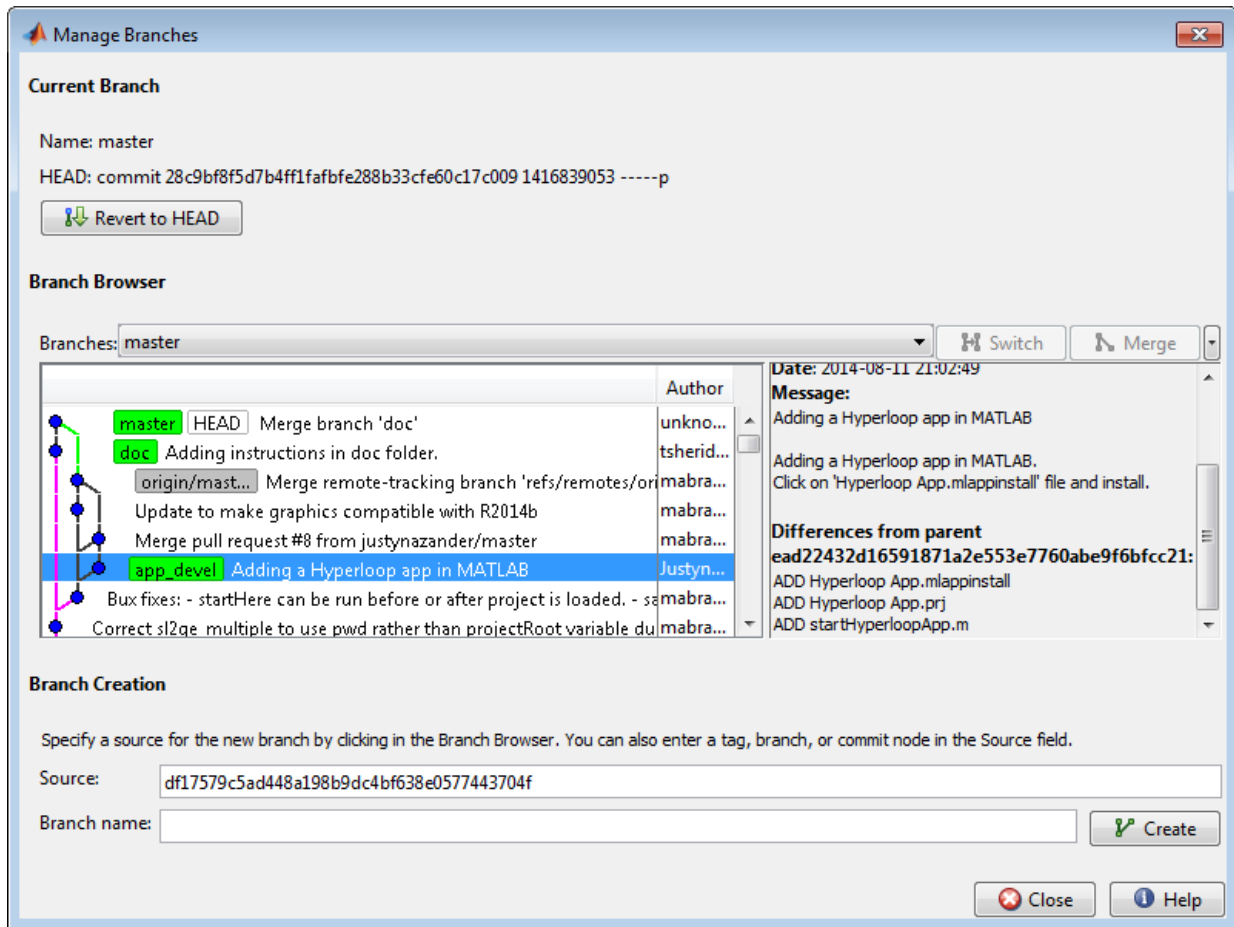 Manage Branches
Current Branch
Name: master
HEAD: commit 28c9bf8f5d7b4ff1fafbfe288b33cfe60c17c009 1416839053 -----p
Revert to HEAD
Branch Browser
Branches: master
Switch
Merge
Author
master HEAD Merge branch 'doc' unkno...
doc Adding instructions in doc folder. tsherid...
origin/mast... Merge remote-tracking branch 'refs/remotes/ori mabra...
Update to make graphics compatible with R2014b mabra...
Merge pull request #8 from justynazander/master mabra...
app_devel Adding a Hyperloop app in MATLAB Justyn...
Bux fixes: - startHere can be run before or after project is loaded. - sa mabra...
Correct sl2ge_multiple to use pwd rather than projectRoot variable du mabra...
Date: 2014-08-11 21:02:49
Message:
Adding a Hyperloop app in MATLAB
Adding a Hyperloop app in MATLAB.
Click on 'Hyperloop App.mlappinstall' file and install.
Differences from parent
ead22432d16591871a2e553e7760abe9f6bfcc21:
ADD Hyperloop App.mlappinstall
ADD Hyperloop App.prj
ADD startHyperloopApp.m
Branch Creation
Specify a source for the new branch by clicking in the Branch Browser. You can also enter a tag, branch, or commit node in the Source field.
Source: df17579c5ad448a198b9dc4bf638e0577443704f
Branch name:
Create
Close
Help